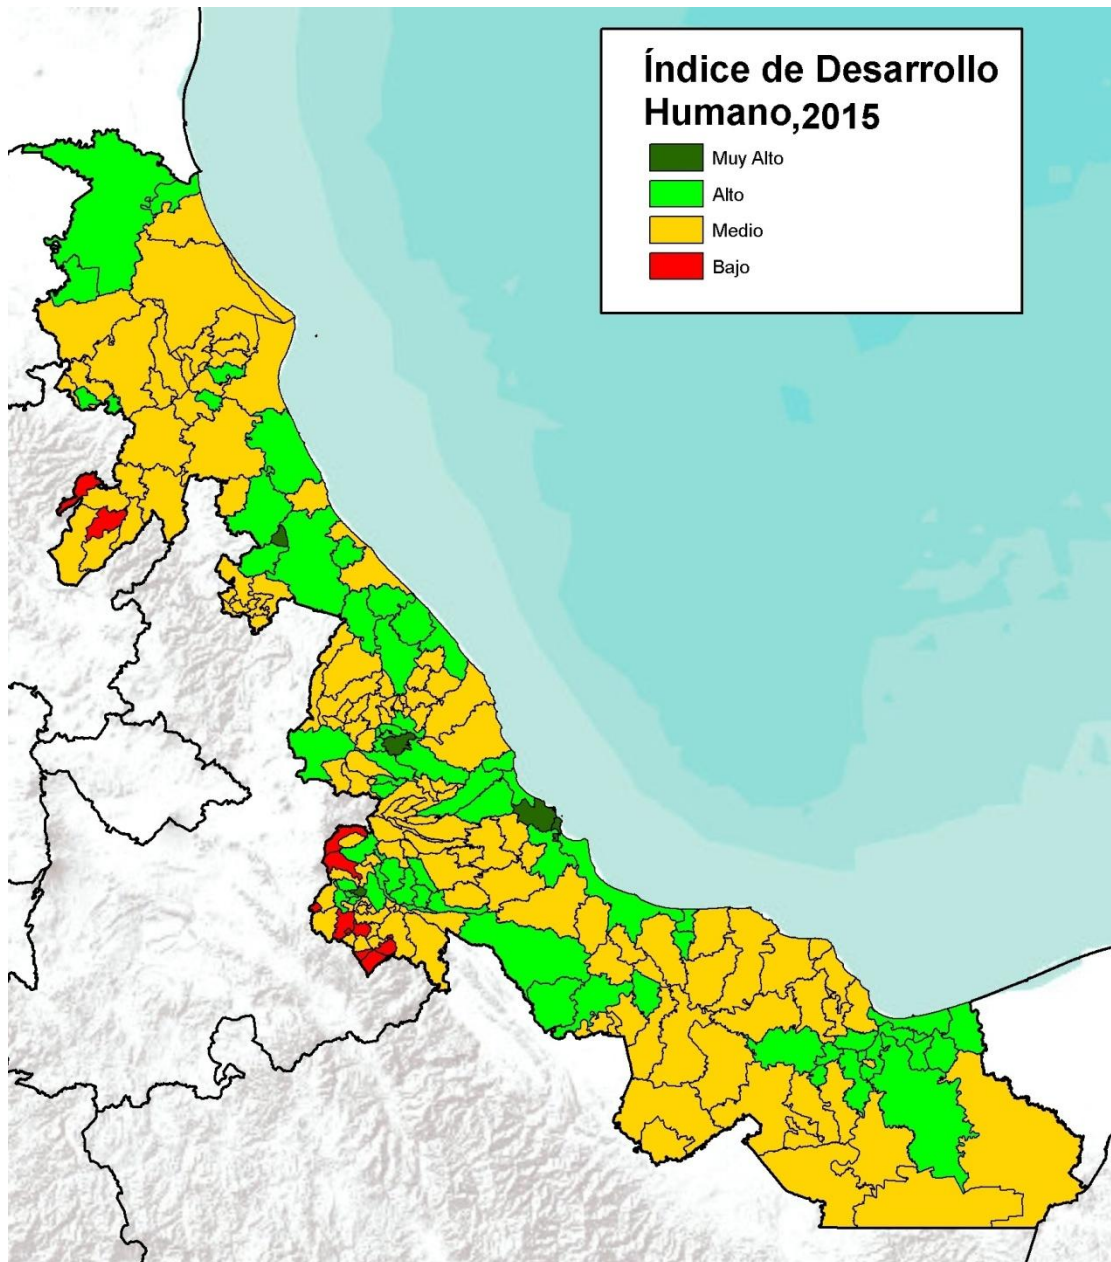 Índice de Desarrollo
Humano,2015
Muy Alto
Alto
Medio
Bajo